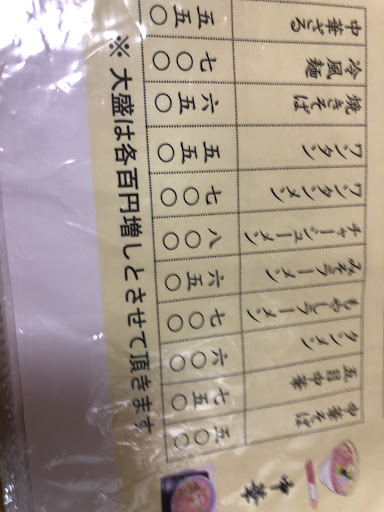 中華
中華そば 五〇〇
五目中華 七五〇
タンメン 六〇〇
もやしラーメン 七〇〇
みそラーメン 六五〇
チャーシューメン 八〇〇
ワンタンメン 七〇〇
ワンタン 五五〇
焼きそば 六五〇
冷風麺 七〇〇
中華ざる 五五〇
※大盛は各百円増しとさせて頂きます